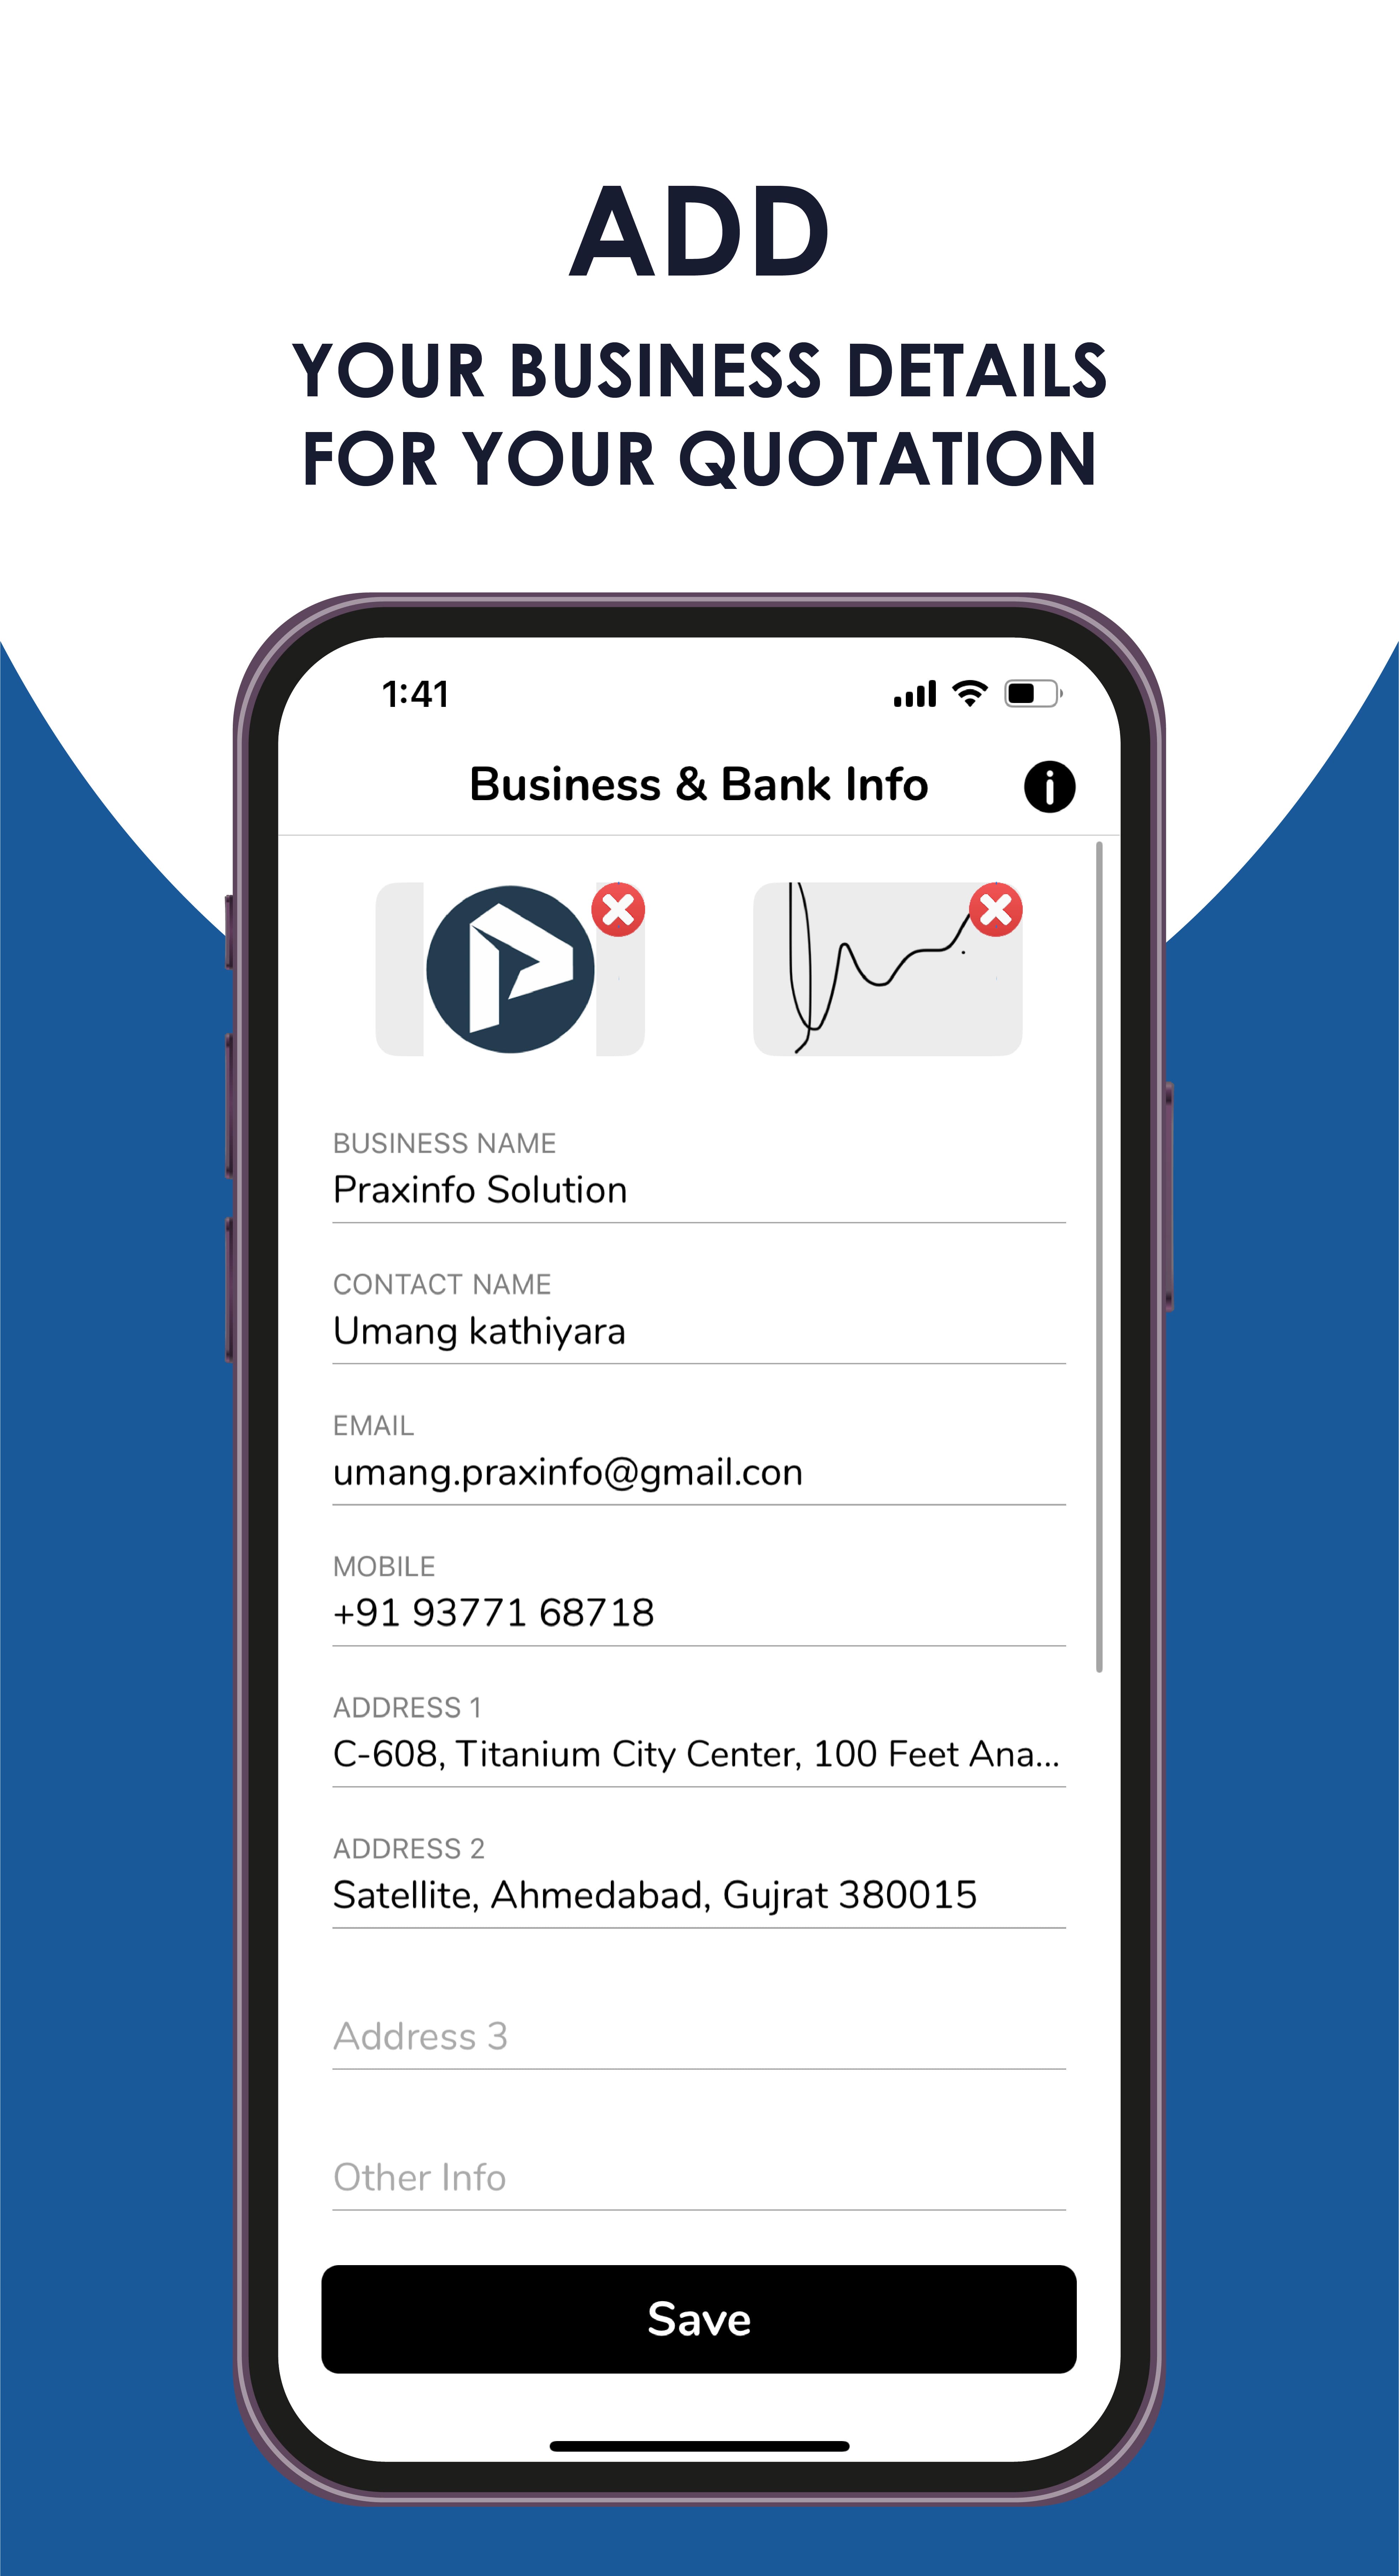 ADD
YOUR BUSINESS DETAILS
FOR YOUR QUOTATION
1:41
Business & Bank Info
BUSINESS NAME
Praxinfo Solution
CONTACT NAME
Umang kathiyara
EMAIL
umang.praxinfo@gmail.con
MOBILE
+91 93771 68718
ADDRESS 1
C-608, Titanium City Center, 100 Feet Ana...
ADDRESS 2
Satellite, Ahmedabad, Gujrat 380015
Address 3
Other Info
Save